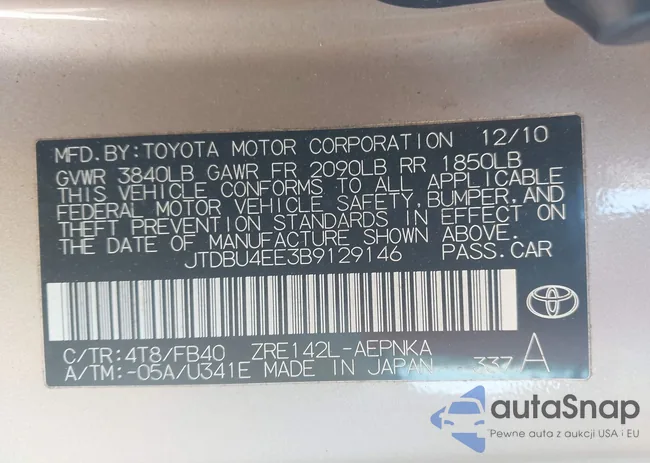 MFD.BY:TOYOTA MOTOR CORPORATION 12/10
GVWR 3840LB GAWR FR 2090LB RR 1850LB
THIS VEHICLE CONFORMS TO ALL APPLICABLE
FEDERAL MOTOR VEHICLE SAFETY,BUMPER,AND
THEFT PREVENTION STANDARDS IN EFFECT ON
THE DATE OF MANUFACTURE SHOWN ABOVE.
JTDBU4EE3B9129146 PASS.CAR
C/TR:4T8/FB40 ZRE142L-AEPNKA
A/TM:-05A/U341E MADE IN JAPAN 337 A
autaSnap
Pewne auta z aukcji USA i EU